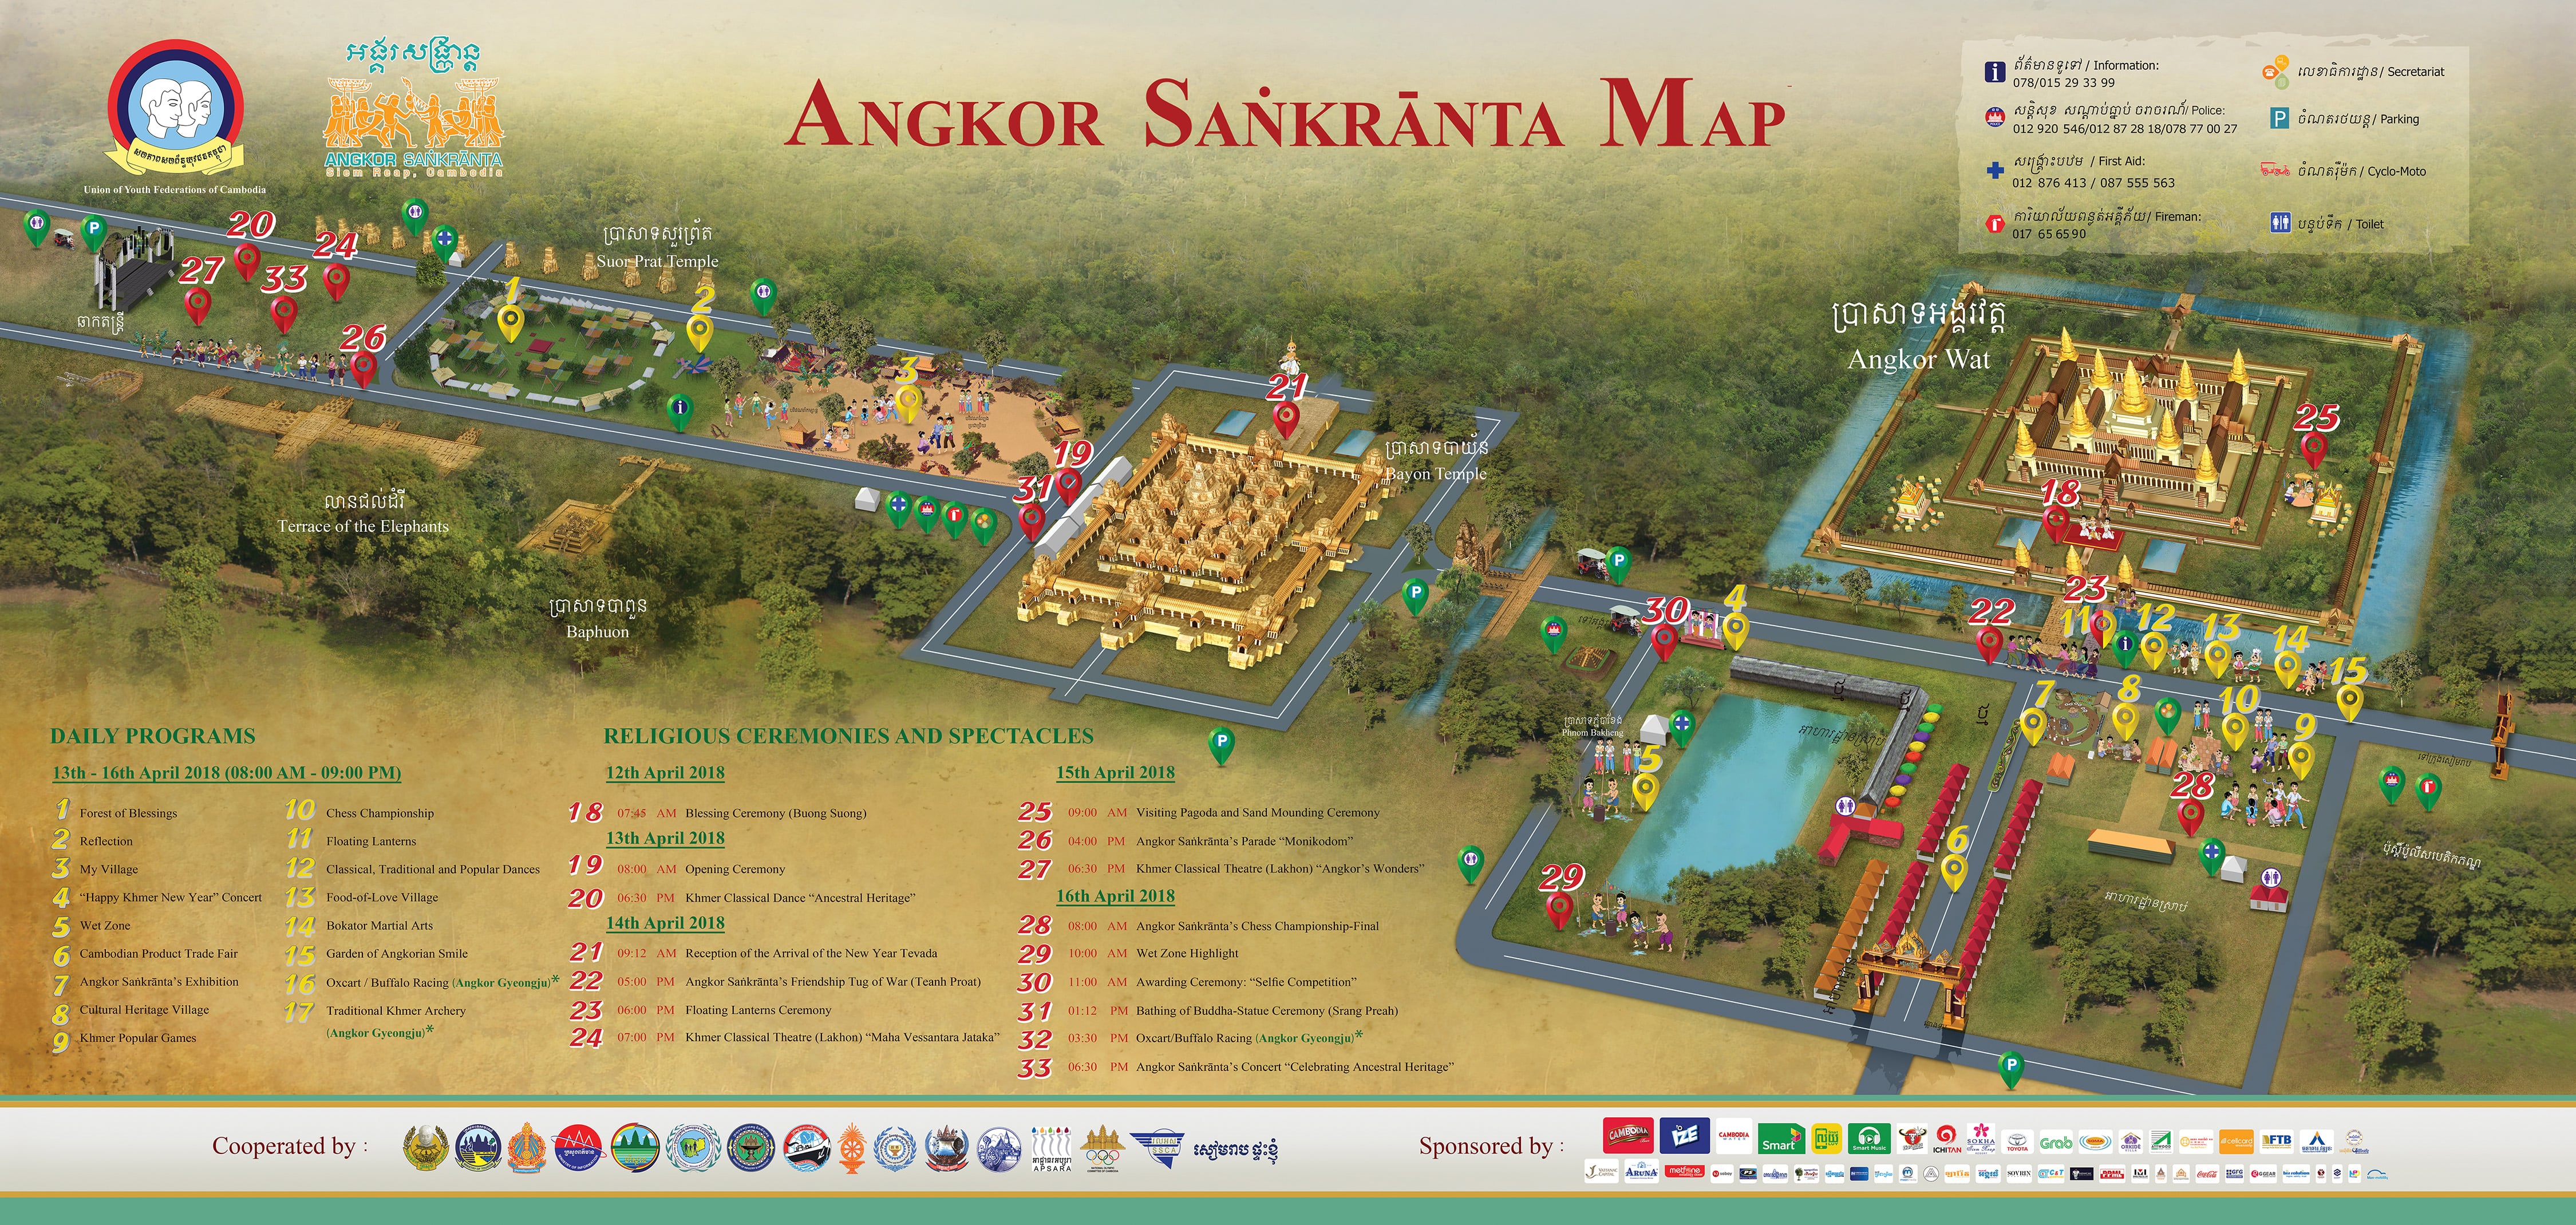 អង្គរសង្ក្រាន្ត
ANGKOR SAṄKRĀNTA
Siem Reap, Cambodia
Union of Youth Federations of Cambodia
ANGKOR SAṄKRĀNTA MAP
ព័ត៌មានទូទៅ / Information:
078/015 29 33 99
សន្តិសុខ សណ្តាប់ធ្នាប់ ចរាចរណ៍/ Police:
012 920 546/012 87 28 18/078 77 00 27
សង្គ្រោះបឋម / First Aid:
012 876 413 / 087 555 563
ការិយាល័យពន្លត់អគ្គីភ័យ/ Fireman:
017 65 65 90
លេខាធិការដ្ឋាន/ Secretariat
ចំណតរថយន្ត/ Parking
ចំណតរ៉ឺម៉ក/ Cyclo-Moto
បន្ទប់ទឹក / Toilet
20
24
27
33
26
ឆាកតន្ត្រី
1
2
ប្រាសាទសួរព្រ័ត
Suor Prat Temple
3
21
19
31
ប្រាសាទបាយ័ន
Bayon Temple
លានជល់ដំរី
Terrace of the Elephants
ប្រាសាទបាពួន
Baphuon
ប្រាសាទអង្គរវត្ត
Angkor Wat
25
18
23
30
4
22
11
12
13
14
15
7
8
10
9
ប្រាសាទភ្នំបាខែង
Phnom Bakheng
5
អាហារដ្ឋានស្រាប់
28
6
29
អាហារដ្ឋានស្រាប់
DAILY PROGRAMS
13th - 16th April 2018 (08:00 AM - 09:00 PM)
1 Forest of Blessings
2 Reflection
3 My Village
4 “Happy Khmer New Year” Concert
5 Wet Zone
6 Cambodian Product Trade Fair
7 Angkor Saṅkrānta’s Exhibition
8 Cultural Heritage Village
9 Khmer Popular Games
10 Chess Championship
11 Floating Lanterns
12 Classical, Traditional and Popular Dances
13 Food-of-Love Village
14 Bokator Martial Arts
15 Garden of Angkorian Smile
16 Oxcart / Buffalo Racing (Angkor Gyeongju)*
17 Traditional Khmer Archery
(Angkor Gyeongju)*
RELIGIOUS CEREMONIES AND SPECTACLES
12th April 2018
18 07:45 AM Blessing Ceremony (Buong Suong)
13th April 2018
19 08:00 AM Opening Ceremony
20 06:30 PM Khmer Classical Dance “Ancestral Heritage”
14th April 2018
21 09:12 AM Reception of the Arrival of the New Year Tevada
22 05:00 PM Angkor Saṅkrānta’s Friendship Tug of War (Teanh Proat)
23 06:00 PM Floating Lanterns Ceremony
24 07:00 PM Khmer Classical Theatre (Lakhon) “Maha Vessantara Jataka”
15th April 2018
25 09:00 AM Visiting Pagoda and Sand Mounding Ceremony
26 04:00 PM Angkor Saṅkrānta’s Parade “Monikodom”
27 06:30 PM Khmer Classical Theatre (Lakhon) “Angkor’s Wonders”
16th April 2018
28 08:00 AM Angkor Saṅkrānta’s Chess Championship-Final
29 10:00 AM Wet Zone Highlight
30 11:00 AM Awarding Ceremony: “Selfie Competition”
31 01:12 PM Bathing of Buddha-Statue Ceremony (Srang Preah)
32 03:30 PM Oxcart/Buffalo Racing (Angkor Gyeongju)*
33 06:30 PM Angkor Saṅkrānta’s Concert “Celebrating Ancestral Heritage”
Cooperated by :
APSARA
SSCA
សៀមរាប ផ្ទះខ្ញុំ
Sponsored by :
CAMBODIA
IZE
CAMBODIA WATER
Smart
Smart Music
ICHITAN
SOKHA
TOYOTA
Grab
cellcard
FTB
ARUNA
metfone